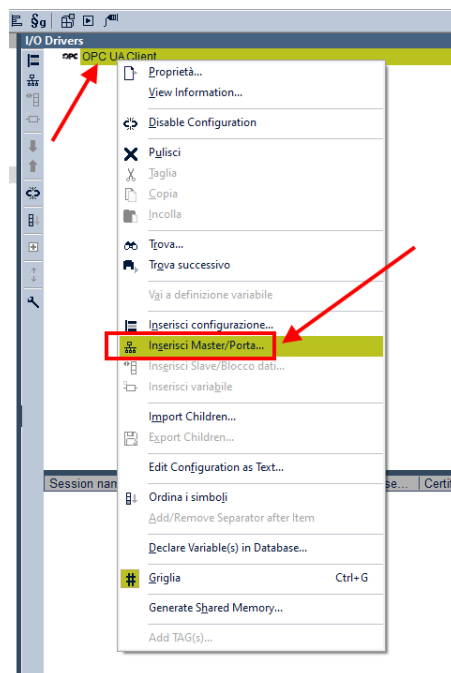 I/O Drivers
OPC OPC UA Client
Proprietà...
View Information...
Disable Configuration
Pulisci
Taglia
Copia
Incolla
Trova...
Trova successivo
Vai a definizione variabile
Inserisci configurazione...
Inserisci Master/Porta...
Inserisci Slave/Blocco dati...
Inserisci variabile
Import Children...
Export Children...
Edit Configuration as Text...
Session nam
se...
Certif
Ordina i simboli
Add/Remove Separator after Item
Declare Variable(s) in Database...
# Griglia Ctrl+G
Generate Shared Memory...
Add TAG(s)...